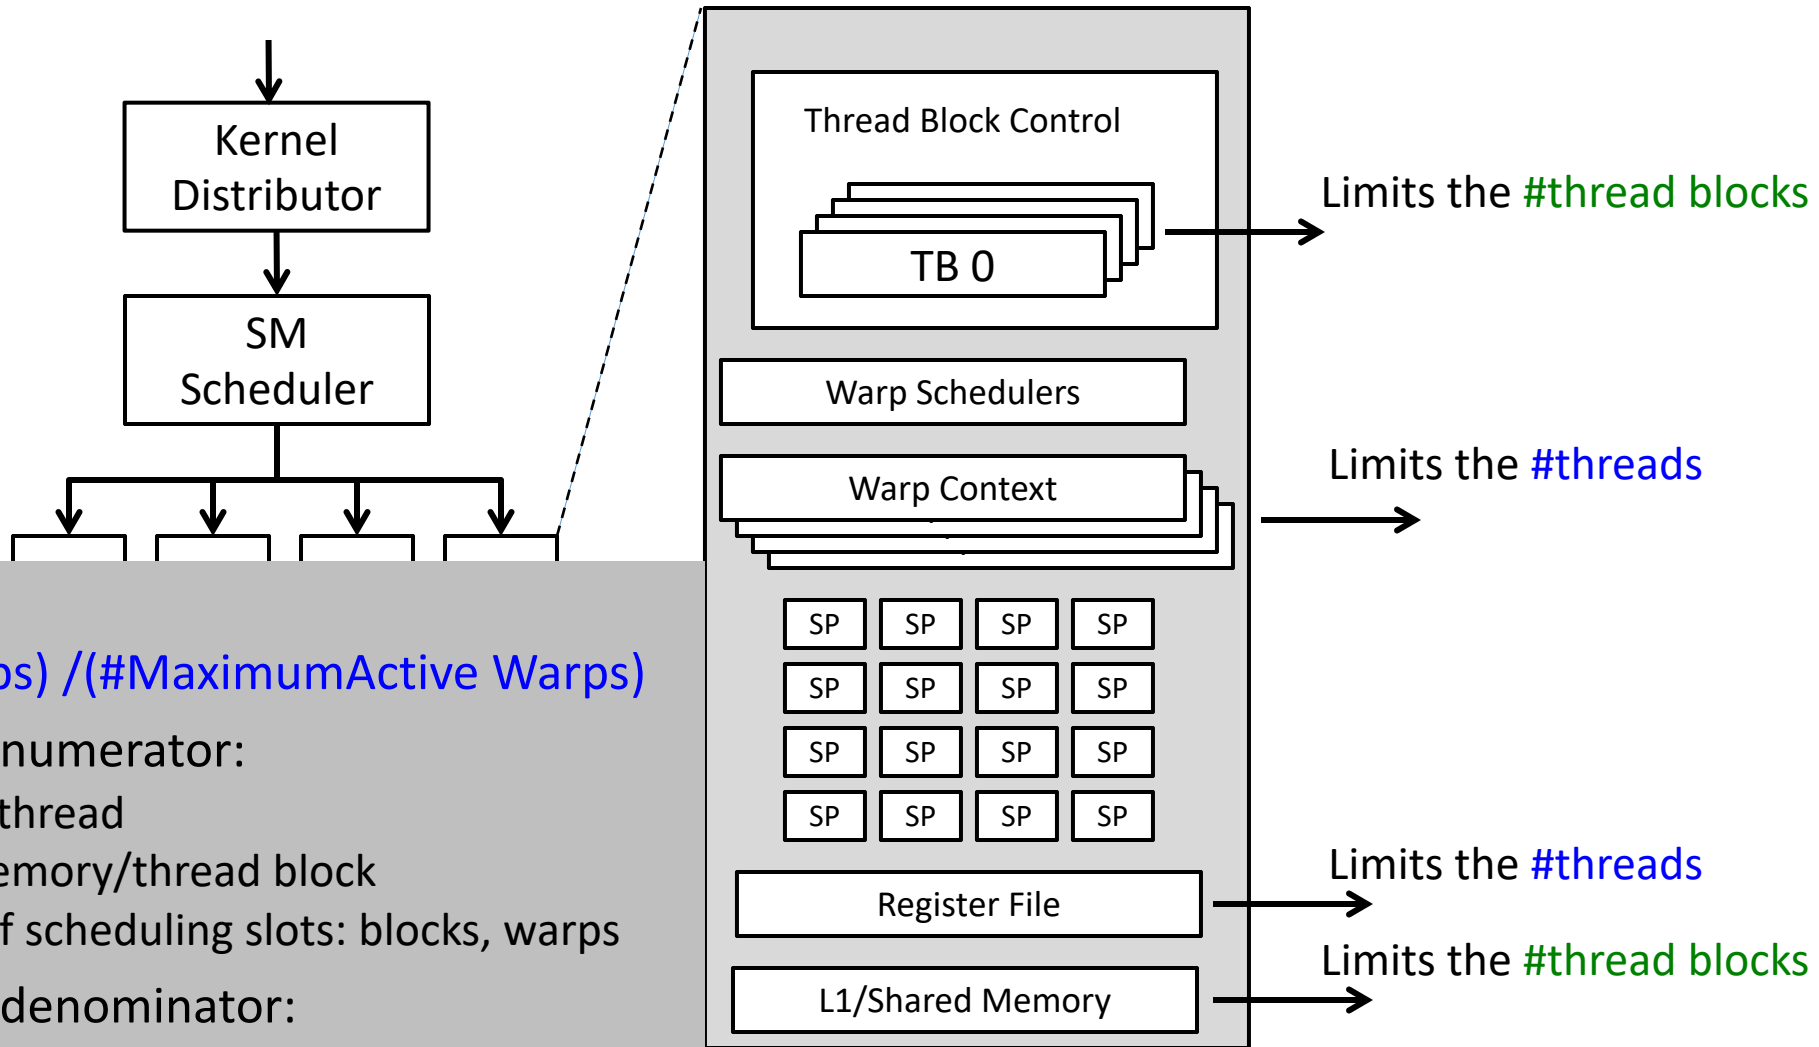 Kernel
Distributor
SM
Scheduler
Thread Block Control
TB 0
Limits the #thread blocks
Warp Schedulers
Warp Context
Limits the #threads
SP SP SP SP
SP SP SP SP
SP SP SP SP
SP SP SP SP
Register File
Limits the #threads
L1/Shared Memory
Limits the #thread blocks
/(#MaximumActive Warps)
numerator:
thread
/thread block
scheduling slots: blocks, warps
denominator: